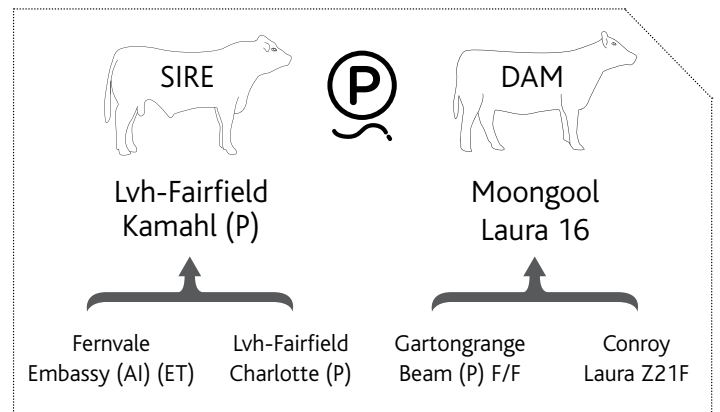 SIRE
P
DAM
Lvh-Fairfield
Kamahl (P)
Moongool
Laura 16
Fernvale
Embassy (AI) (ET)
Lvh-Fairfield
Charlotte (P)
Gartongrange
Beam (P) F/F
Conroy
Laura Z21F